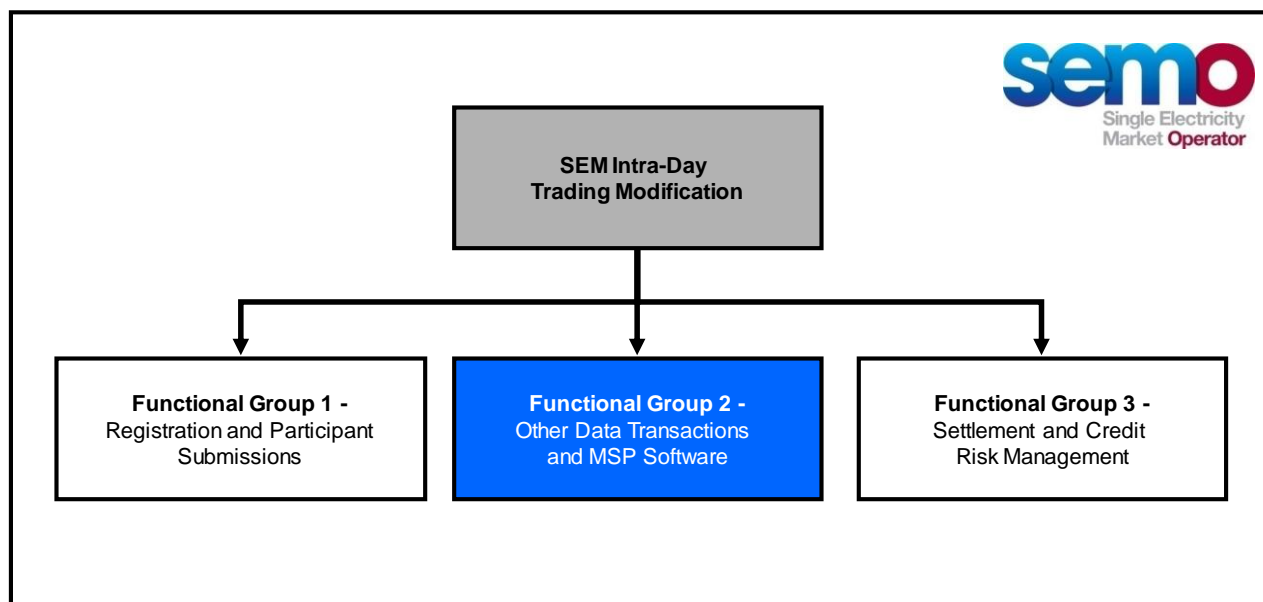 semo
Single Electricity
Market Operator
SEM Intra-Day
Trading Modification
Functional Group 1 -
Registration and Participant
Submissions
Functional Group 2 -
Other Data Transactions
and MSP Software
Functional Group 3 -
Settlement and Credit
Risk Management